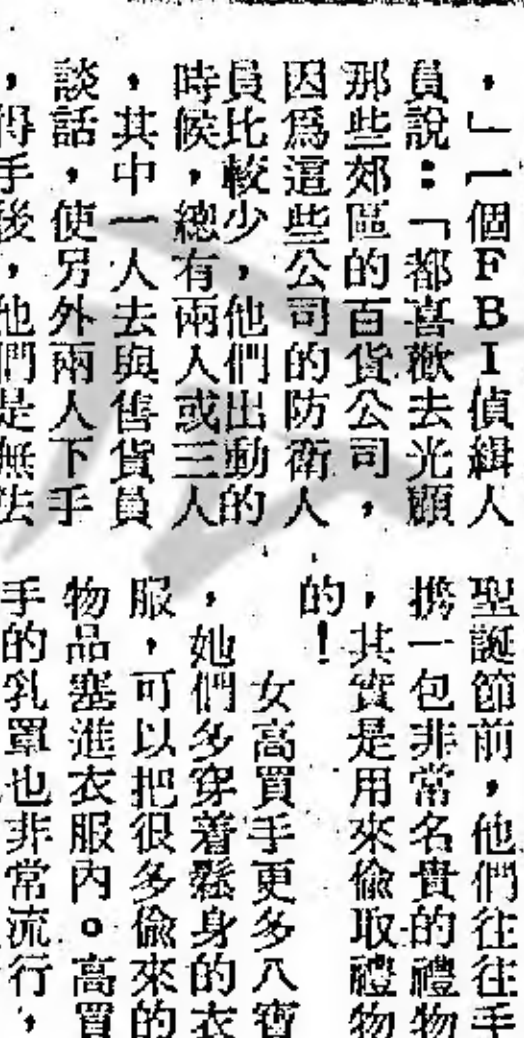 ，」一個FBI偵緝人
員說：「都喜歡去光顧
那些郊區的百貨公司，
因爲這些公司的防衛人
員比較少，他們出動的
時候，總有兩人或三人
，其中一人去與售貨員
談話，使另外兩人下手
，得手後，他們是無法
聖誕節前，他們往往手
携一包非常名貴的禮物
，其實是用來偸取禮物
的！
女高買手更多八寶
，她們多穿着鬆身的衣
服，可以把很多偸來的
物品塞進衣服內。高買
手的乳罩也非常流行，